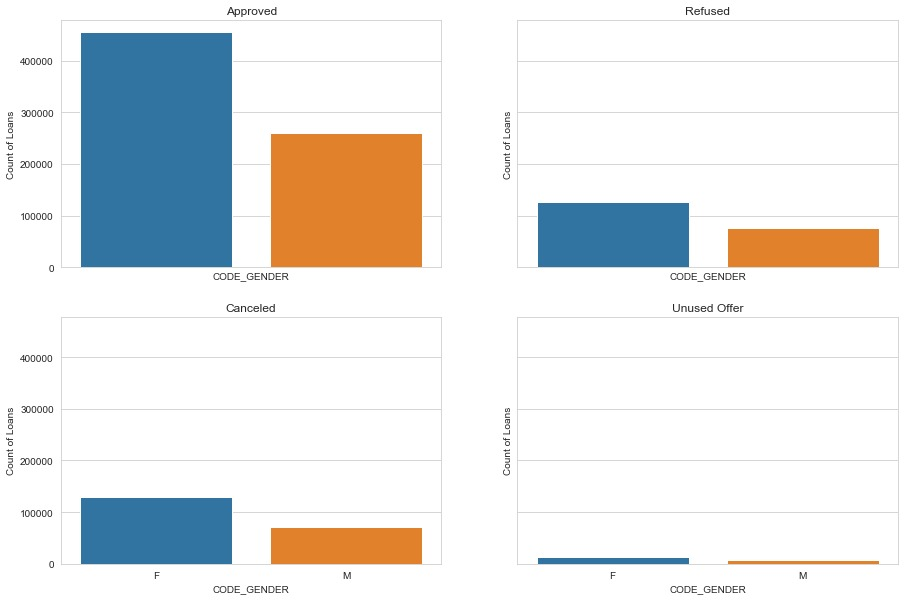 Approved
Refused
400000
300000
200000
100000
0
Count of Loans
Count of Loans
CODE_GENDER
CODE_GENDER
Canceled
Unused Offer
400000
300000
200000
100000
0
Count of Loans
Count of Loans
F
M
F
M
CODE_GENDER
CODE_GENDER